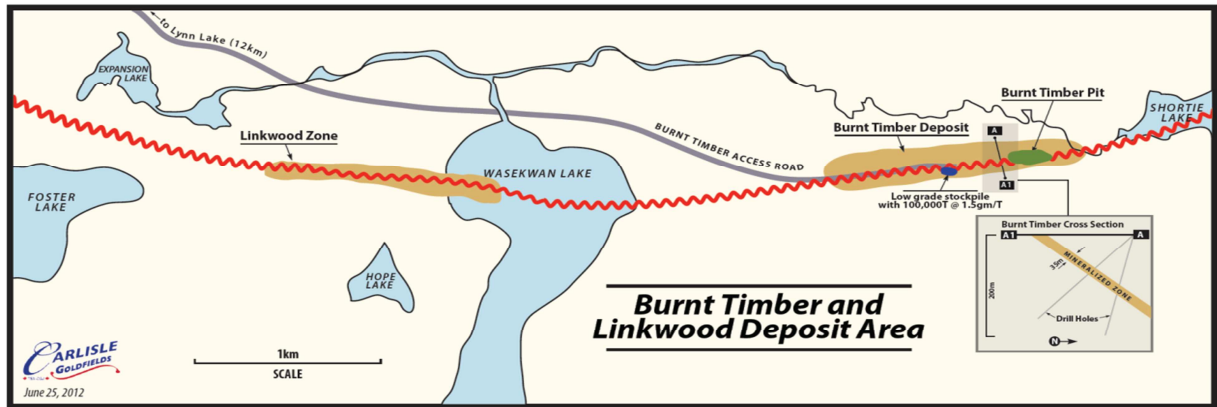 to Lynn Lake (12km)
EXPANSION
LAKE
Linkwood Zone
FOSTER
LAKE
HOPE
LAKE
WASEKWAN LAKE
BURNT TIMBER ACCESS ROAD
Burnt Timber Deposit
Burnt Timber Pit
SHORTIE
LAKE
A
A1
Low grade stockpile
with 100,000T @ 1.5gm/T
Burnt Timber Cross Section
A1
A
35m
MINERALIZED ZONE
200m
Drill Holes
N
Burnt Timber and
Linkwood Deposit Area
1km
SCALE
CARLISLE
GOLDFIELDS
June 25, 2012